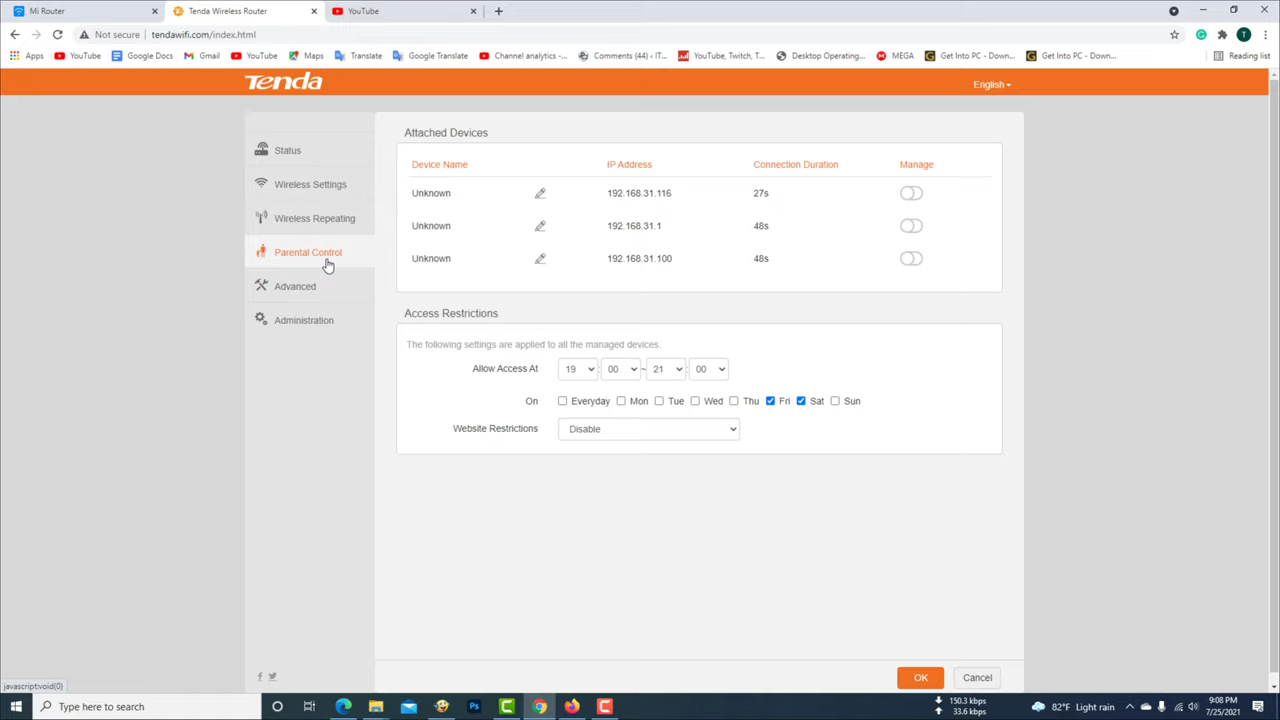 Mi Router
Tenda Wireless Router
YouTube
Not secure tendawifi.com/index.html
T
Apps YouTube Google Docs Gmail YouTube Maps Translate Google Translate Channel analytics -... Comments (44) ‹ IT... YouTube, Twitch, T... Desktop Operating... MEGA Get Into PC - Down... Get Into PC - Down... Reading list
Tenda
English
Status
Wireless Settings
Wireless Repeating
Parental Control
Advanced
Administration
Attached Devices
Device Name IP Address Connection Duration Manage
Unknown 192.168.31.116 27s
Unknown 192.168.31.1 48s
Unknown 192.168.31.100 48s
Access Restrictions
The following settings are applied to all the managed devices.
Allow Access At 19 : 00 ~ 21 : 00
On Everyday Mon Tue Wed Thu Fri Sat Sun
Website Restrictions Disable
OK Cancel
javascript:void(0)
Type here to search
150.3 kbps
33.6 kbps
82°F Light rain
9:08 PM
7/25/2021